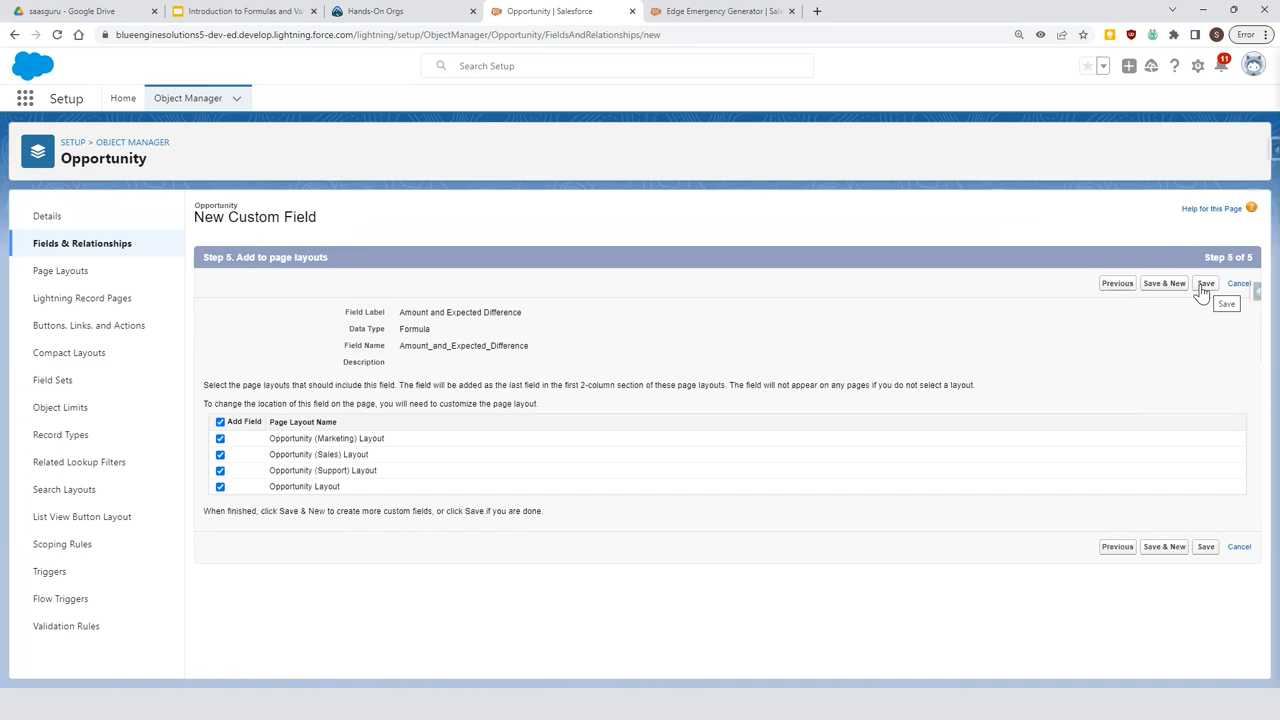 saasguru - Google Drive
Introduction to Formulas and Val
Hands-On Orgs
Opportunity | Salesforce
Edge Emergency Generator | Sale
blueenginesolutions5-dev-ed.develop.lightning.force.com/lightning/setup/ObjectManager/Opportunity/FieldsAndRelationships/new
S
Error
Search Setup
11
Setup
Home
Object Manager
SETUP > OBJECT MANAGER
Opportunity
Details
Fields & Relationships
Page Layouts
Lightning Record Pages
Buttons, Links, and Actions
Compact Layouts
Field Sets
Object Limits
Record Types
Related Lookup Filters
Search Layouts
List View Button Layout
Scoping Rules
Triggers
Flow Triggers
Validation Rules
Opportunity
New Custom Field
Help for this Page
Step 5. Add to page layouts
Step 5 of 5
Previous
Save & New
Save
Cancel
Save
Field Label Amount and Expected Difference
Data Type Formula
Field Name Amount_and_Expected_Difference
Description
Select the page layouts that should include this field. The field will be added as the last field in the first 2-column section of these page layouts. The field will not appear on any pages if you do not select a layout.
To change the location of this field on the page, you will need to customize the page layout.
Add Field Page Layout Name
Opportunity (Marketing) Layout
Opportunity (Sales) Layout
Opportunity (Support) Layout
Opportunity Layout
When finished, click Save & New to create more custom fields, or click Save if you are done.
Previous
Save & New
Save
Cancel